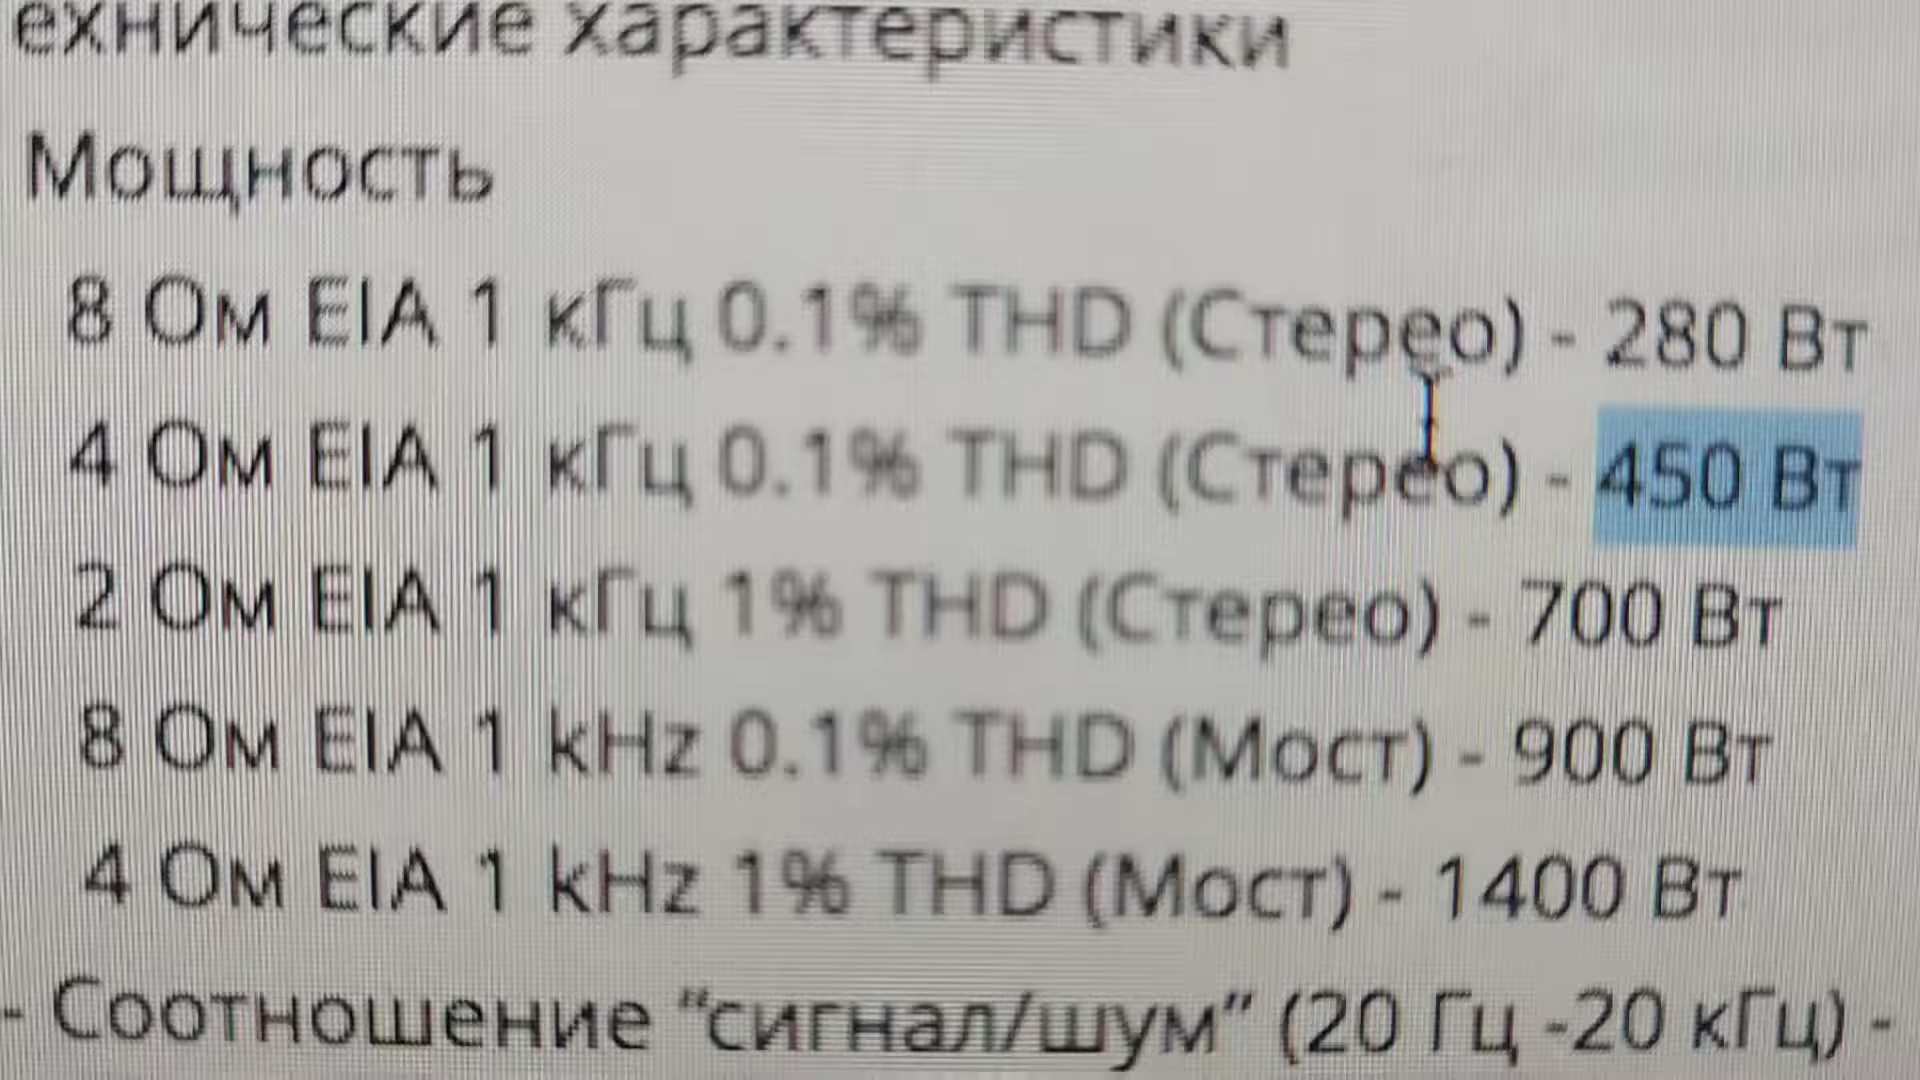 ехнические характеристики
Мощность
8 Ом EIA 1 кГц 0.1% THD (Стерео) - 280 Вт
4 Ом EIA 1 кГц 0.1% THD (Стерео) - 450 Вт
2 Ом EIA 1 кГц 1% THD (Стерео) - 700 Вт
8 Ом EIA 1 kHz 0.1% THD (Мост) - 900 Вт
4 Ом EIA 1 kHz 1% THD (Мост) - 1400 Вт
- Соотношение “сигнал/шум” (20 Гц -20 кГц) -